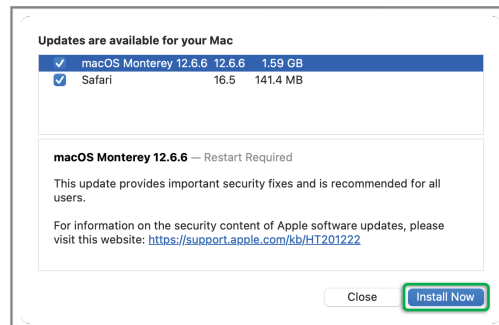 Updates are available for your Mac
macOS Monterey 12.6.6 12.6.6 1.59 GB
Safari 16.5 141.4 MB
macOS Monterey 12.6.6 — Restart Required
This update provides important security fixes and is recommended for all
users.
For information on the security content of Apple software updates, please
visit this website: https://support.apple.com/kb/HT201222
Close Install Now